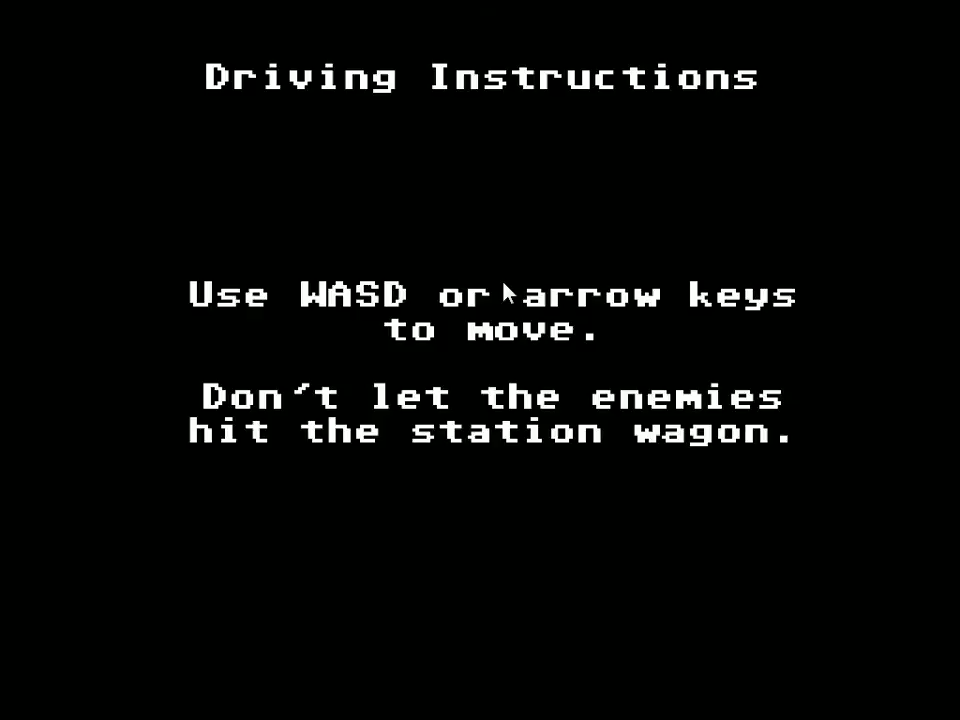 Driving Instructions
Use WASD or arrow keys
to move.
Don't let the enemies
hit the station wagon.